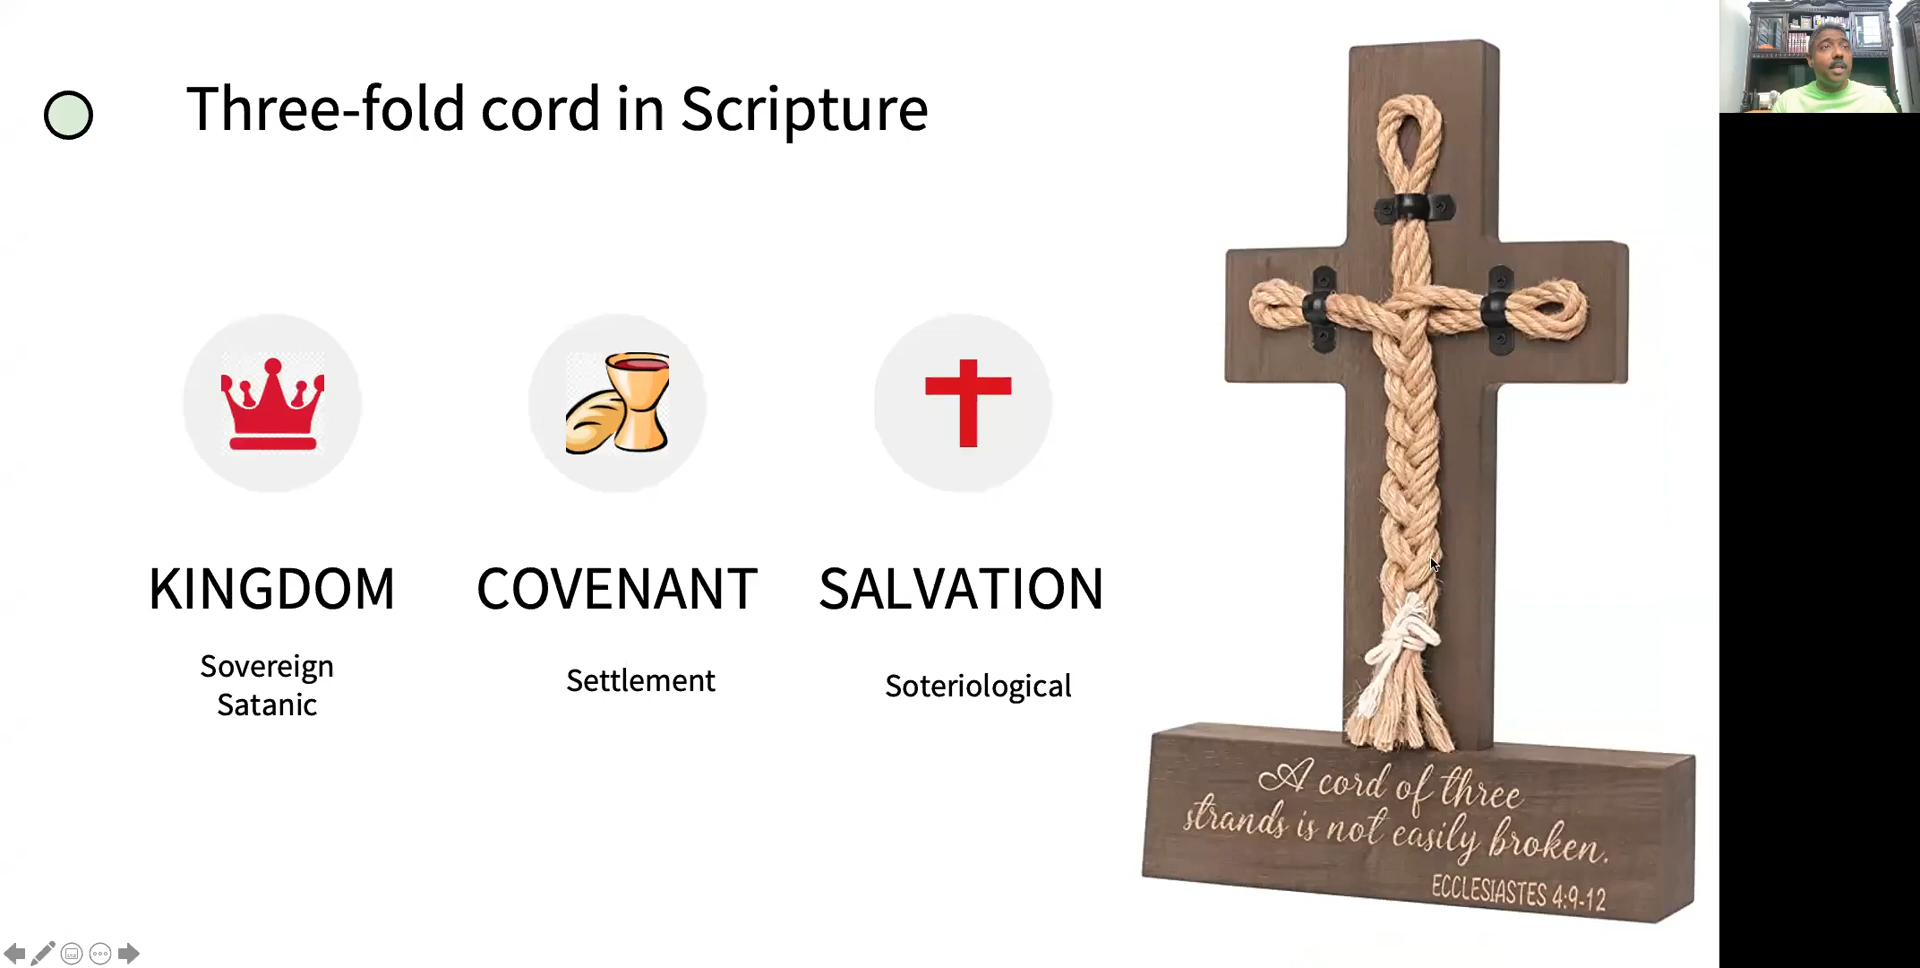 Three-fold cord in Scripture
KINGDOM
Sovereign
Satanic
COVENANT
Settlement
SALVATION
Soteriological
A cord of three
strands is not easily broken.
ECCLESIASTES 4:9-12